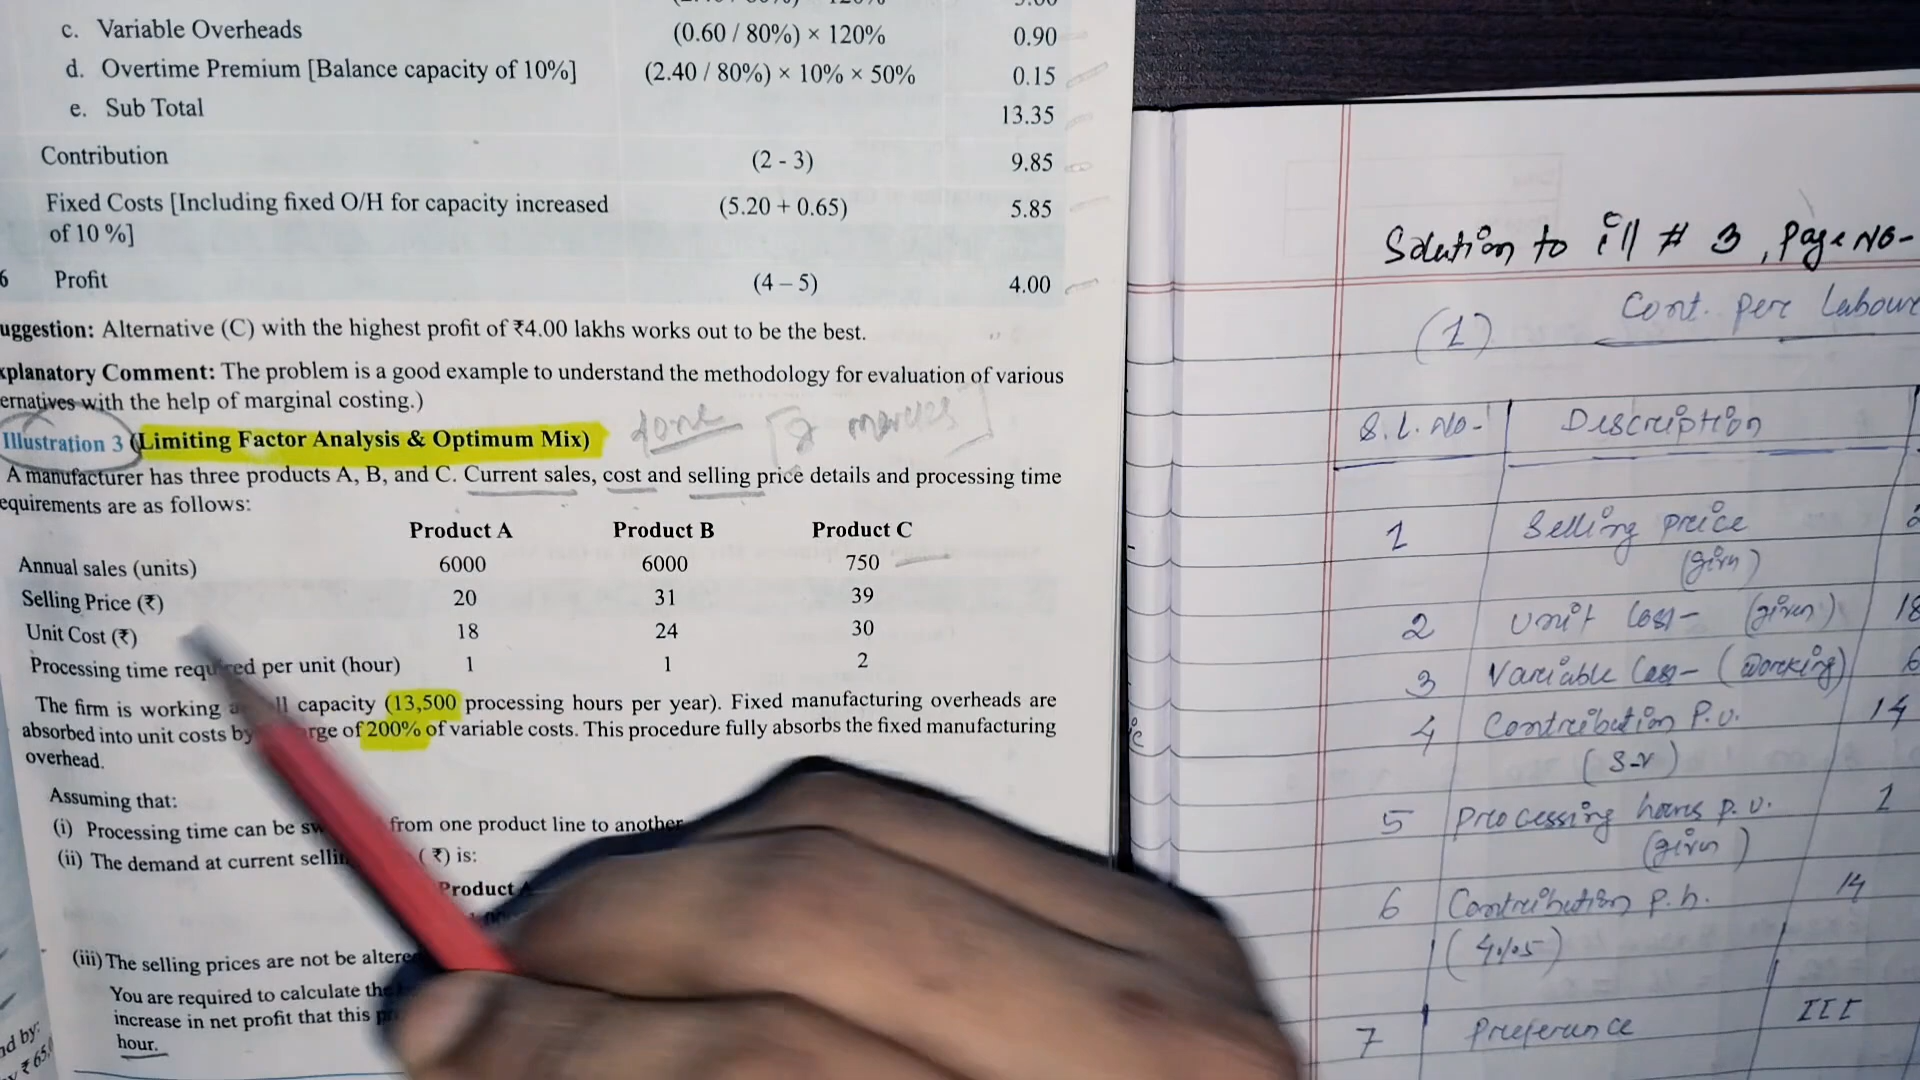 c. Variable Overheads (0.60 / 80%) × 120% 0.90
d. Overtime Premium [Balance capacity of 10%] (2.40 / 80%) × 10% × 50% 0.15
e. Sub Total 13.35
Contribution (2 - 3) 9.85
Fixed Costs [Including fixed O/H for capacity increased (5.20 + 0.65) 5.85
of 10 %]
6 Profit (4 – 5) 4.00
uggestion: Alternative (C) with the highest profit of ₹4.00 lakhs works out to be the best.
xplanatory Comment: The problem is a good example to understand the methodology for evaluation of various
ernatives with the help of marginal costing.)
done
Illustration 3 (Limiting Factor Analysis & Optimum Mix)
A manufacturer has three products A, B, and C. Current sales, cost and selling price details and processing time
equirements are as follows:
Product A Product B Product C
Annual sales (units) 6000 6000 750
Selling Price (₹) 20 31 39
Unit Cost (₹) 18 24 30
Processing time required per unit (hour) 1 1 2
The firm is working capacity (13,500 processing hours per year). Fixed manufacturing overheads are
absorbed into unit costs by rge of 200% of variable costs. This procedure fully absorbs the fixed manufacturing
overhead.
Assuming that:
(i) Processing time can be sw from one product line to another
(ii) The demand at current sellin (₹) is:
Product
(iii) The selling prices are not be altere
You are required to calculate the
increase in net profit that this p
hour.
nd by:
₹ 65,
Solution to ill # 3, Page No-
(1) Cont. per labour
S.L. No- Description
1 Selling price
(given)
2 Unit Cost- (given) 18
3 Variable Cost- (Working) 6
4 Contribution P.U. 14
(S-V)
5 Processing hours p.u. 1
(given)
6 Contribution p.h. 14
(4%5)
7 Preferance III